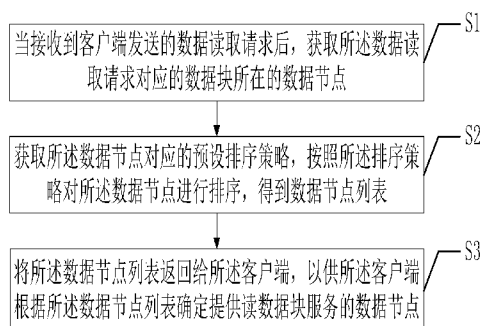 当接收到客户端发送的数据读取请求后，获取所述数据读
取请求对应的数据块所在的数据节点
S1
获取所述数据节点对应的预设排序策略，按照所述排序策
略对所述数据节点进行排序，得到数据节点列表
S2
将所述数据节点列表返回给所述客户端，以供所述客户端
根据所述数据节点列表确定提供读数据块服务的数据节点
S3